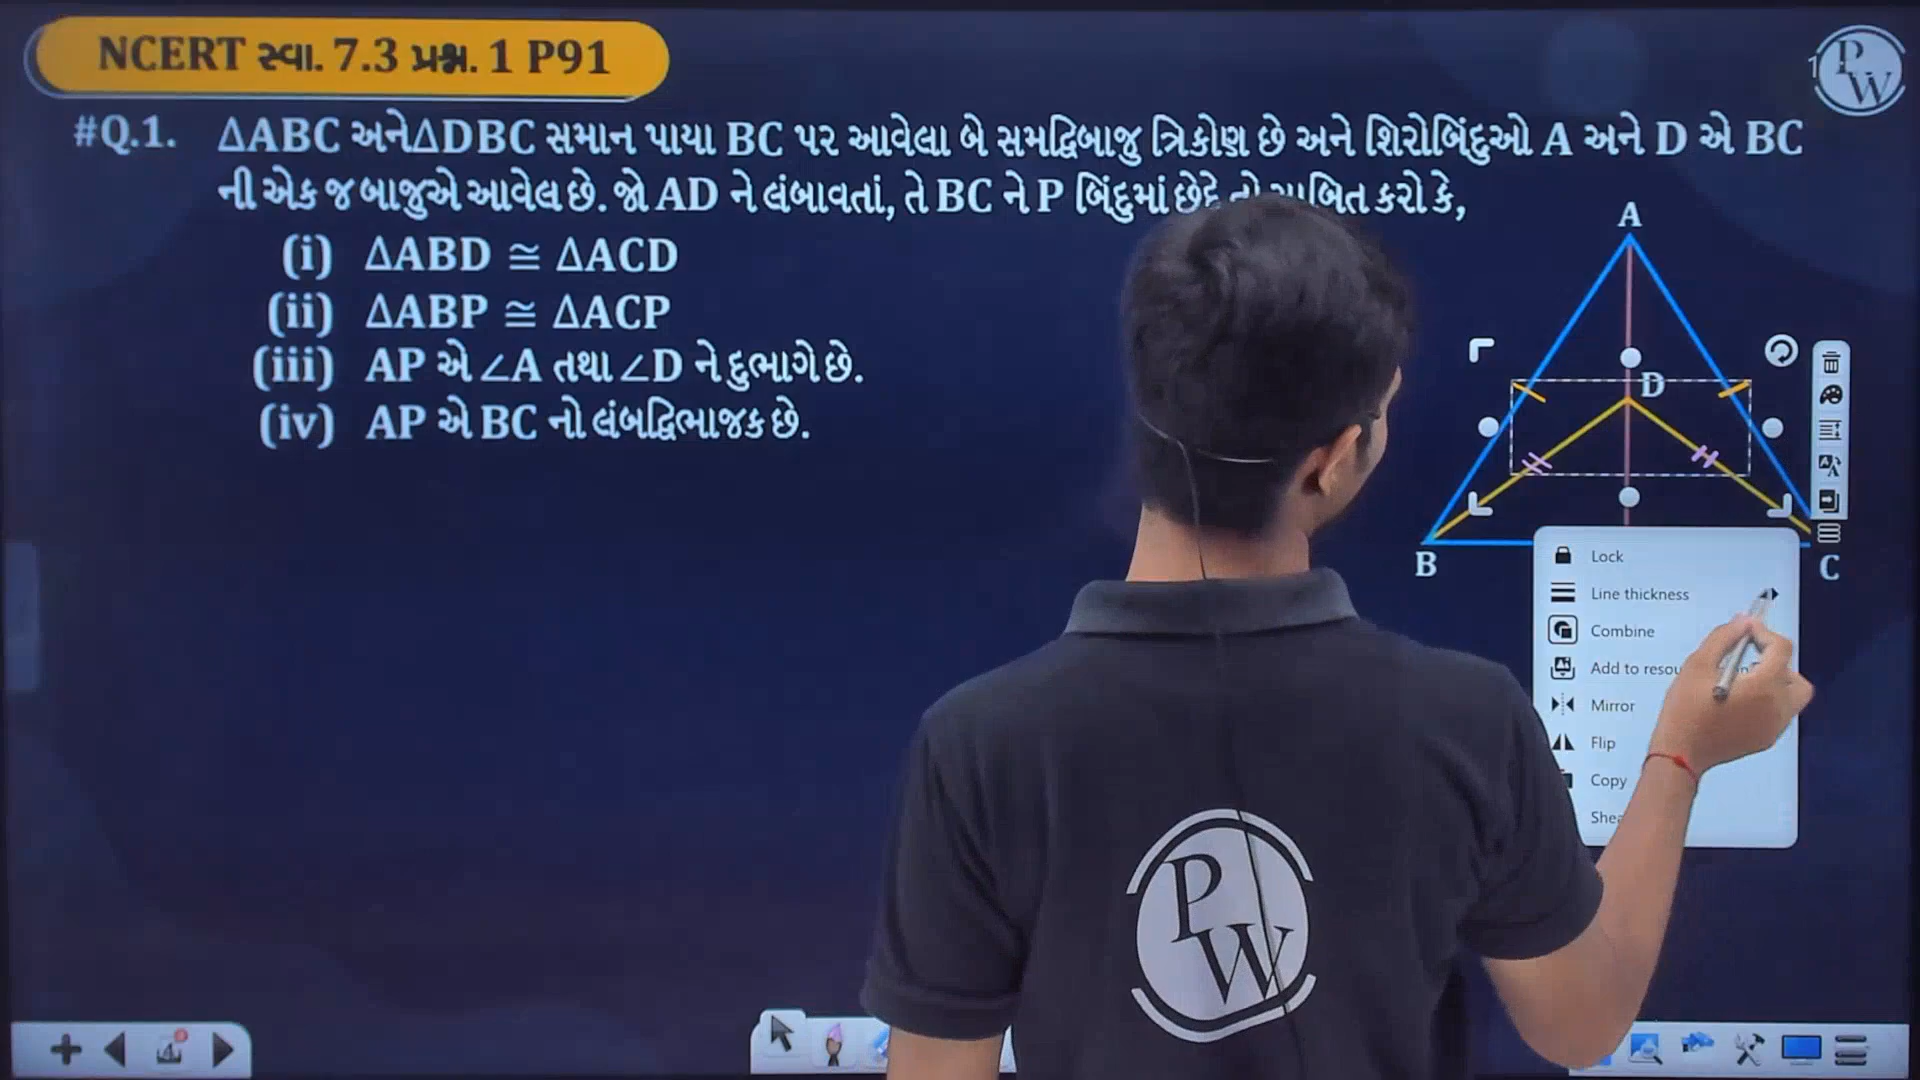 NCERT સ્વા. 7.3 પ્રશ્ન. 1 P91
#Q.1. ΔABC અનેΔDBC સમાન પાયા BC પર આવેલા બે સમદ્વિબાજુ ત્રિકોણ છે અને શિરોબિંદુઓ A અને D એ BC
ની એક જ બાજુએ આવેલ છે. જો AD ને લંબાવતાં, તે BC ને P બિંદુમાં છેદે કરો કે,
(i) ΔABD ≅ ΔACD
(ii) ΔABP ≅ ΔACP
(iii) AP એ ∠A તથા ∠D ને દુભાગે છે.
(iv) AP એ BC નો લંબદ્વિભાજક છે.
A
D
B
C
Lock
Line thickness
Combine
Add to
Mirror
Flip
Copy
PW
PW